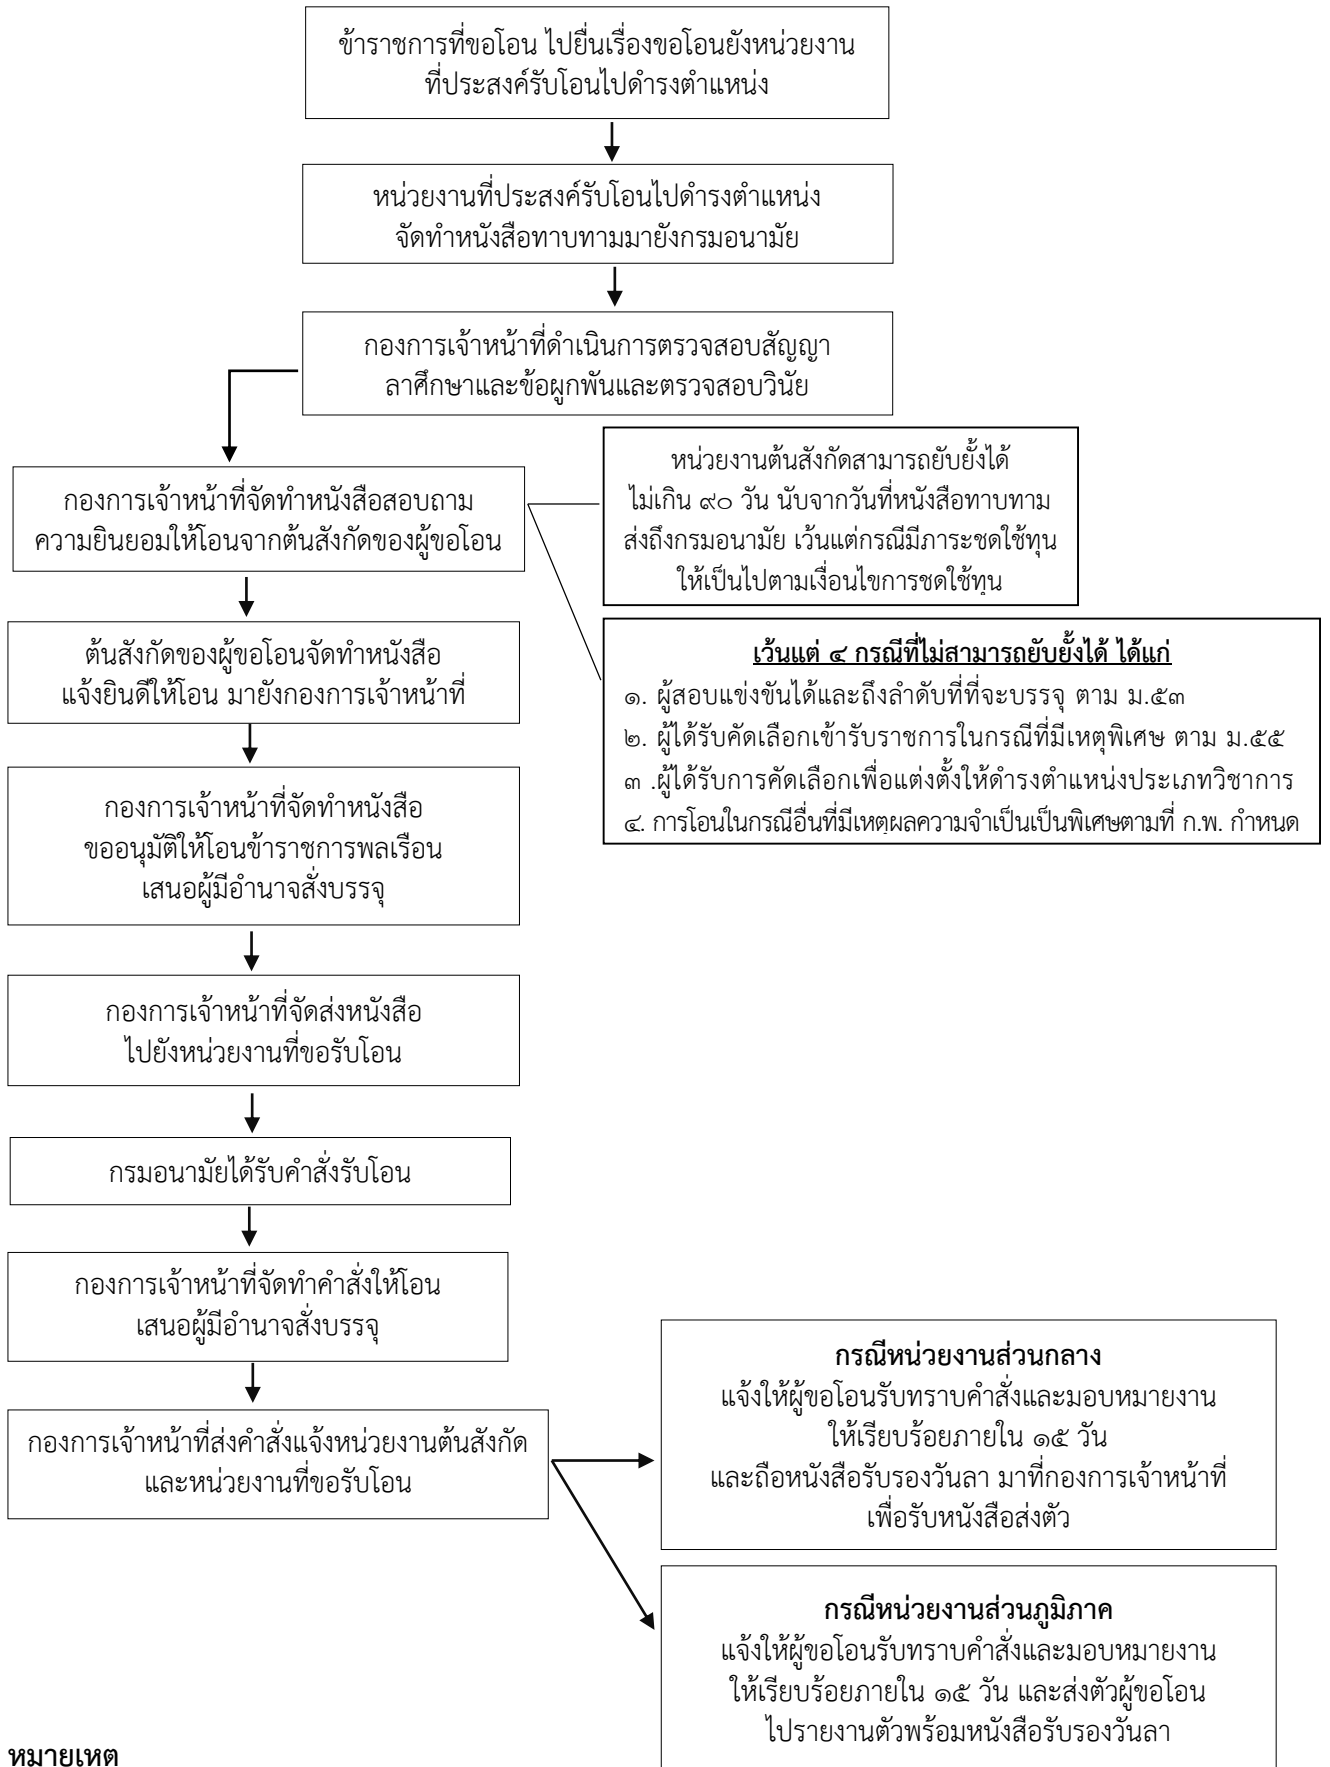 ข้าราชการที่ขอโอน ไปยื่นเรื่องขอโอนยังหน่วยงาน
ที่ประสงค์รับโอนไปดำรงตำแหน่ง
หน่วยงานที่ประสงค์รับโอนไปดำรงตำแหน่ง
จัดทำหนังสือทาบทามมายังกรมอนามัย
กองการเจ้าหน้าที่ดำเนินการตรวจสอบสัญญา
ลาศึกษาและข้อผูกพันและตรวจสอบวินัย
กองการเจ้าหน้าที่จัดทำหนังสือสอบถาม
ความยินยอมให้โอนจากต้นสังกัดของผู้ขอโอน
หน่วยงานต้นสังกัดสามารถยับยั้งได้
ไม่เกิน ๙๐ วัน นับจากวันที่หนังสือทาบทาม
ส่งถึงกรมอนามัย เว้นแต่กรณีมีภาระชดใช้ทุน
ให้เป็นไปตามเงื่อนไขการชดใช้ทุน
เว้นแต่ ๔ กรณีที่ไม่สามารถยับยั้งได้ ได้แก่
๑. ผู้สอบแข่งขันได้และถึงลำดับที่ที่จะบรรจุ ตาม ม.๕๓
๒. ผู้ได้รับคัดเลือกเข้ารับราชการในกรณีที่มีเหตุพิเศษ ตาม ม.๕๕
๓ .ผู้ได้รับการคัดเลือกเพื่อแต่งตั้งให้ดำรงตำแหน่งประเภทวิชาการ
๔. การโอนในกรณีอื่นที่มีเหตุผลความจำเป็นเป็นพิเศษตามที่ ก.พ. กำหนด
ต้นสังกัดของผู้ขอโอนจัดทำหนังสือ
แจ้งยินดีให้โอน มายังกองการเจ้าหน้าที่
กองการเจ้าหน้าที่จัดทำหนังสือ
ขออนุมัติให้โอนข้าราชการพลเรือน
เสนอผู้มีอำนาจสั่งบรรจุ
กองการเจ้าหน้าที่จัดส่งหนังสือ
ไปยังหน่วยงานที่ขอรับโอน
กรมอนามัยได้รับคำสั่งรับโอน
กองการเจ้าหน้าที่จัดทำคำสั่งให้โอน
เสนอผู้มีอำนาจสั่งบรรจุ
กองการเจ้าหน้าที่ส่งคำสั่งแจ้งหน่วยงานต้นสังกัด
และหน่วยงานที่ขอรับโอน
กรณีหน่วยงานส่วนกลาง
แจ้งให้ผู้ขอโอนรับทราบคำสั่งและมอบหมายงาน
ให้เรียบร้อยภายใน ๑๕ วัน
และถือหนังสือรับรองวันลา มาที่กองการเจ้าหน้าที่
เพื่อรับหนังสือส่งตัว
กรณีหน่วยงานส่วนภูมิภาค
แจ้งให้ผู้ขอโอนรับทราบคำสั่งและมอบหมายงาน
ให้เรียบร้อยภายใน ๑๕ วัน และส่งตัวผู้ขอโอน
ไปรายงานตัวพร้อมหนังสือรับรองวันลา
หมายเหต